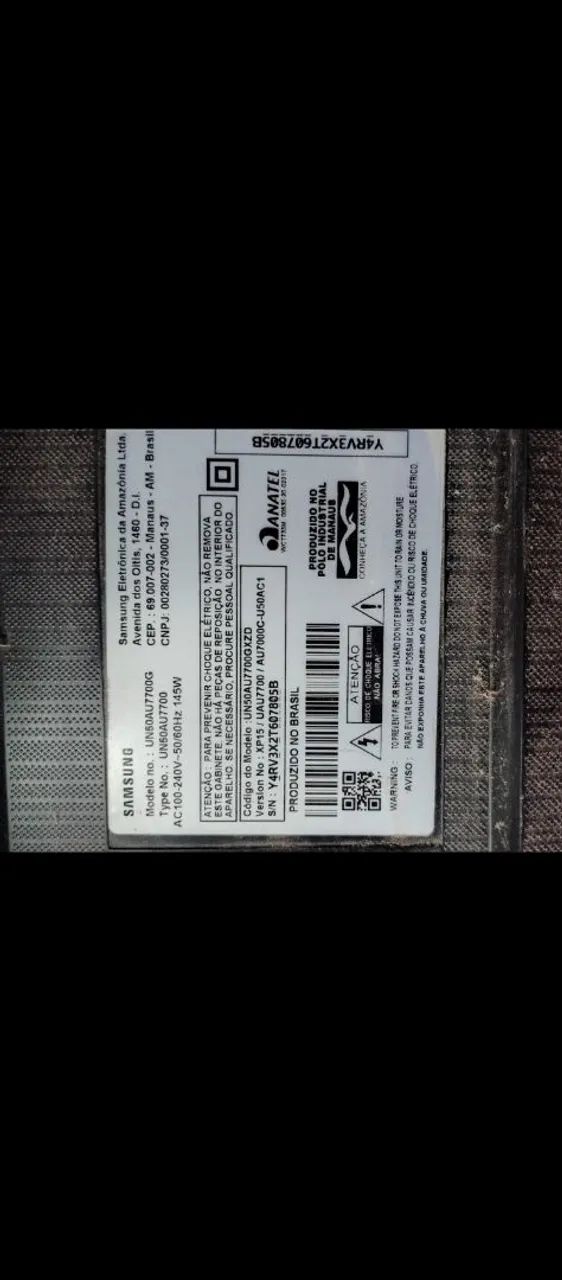 SAMSUNG
Modelo no. : UN50AU7700G
Type No. : UN50AU7700
AC100-240V~50/60Hz 145W
Samsung Eletrônica da Amazônia Ltda.
Avenida dos Oitis, 1460 - D.I.
CEP : 69 007-002 - Manaus - AM - Brasil
CNPJ: 00280273/0001-37
ATENÇÃO : PARA PREVENIR CHOQUE ELÉTRICO, NÃO REMOVA
ESTE GABINETE. NÃO HÁ PEÇAS DE REPOSIÇÃO NO INTERIOR DO
APARELHO. SE NECESSÁRIO, PROCURE PESSOAL QUALIFICADO.
Código do Modelo :UN50AU7700GXZD
Version No : XP15 / UAU7700 / AU7000C-U50AC1
S/N : Y4RV3X2T607805B
Y4RV3X2T607805B
ANATEL
PRODUZIDO NO BRASIL
PRODUZIDO NO
POLO INDUSTRIAL
DE MANAUS
CONHEÇA A AMAZÔNIA
ATENÇÃO
RISCO DE CHOQUE ELÉTRICO
NÃO ABRA!
WARNING : TO PREVENT FIRE OR SHOCK HAZARD DO NOT EXPOSE THIS UNIT TO RAIN OR MOISTURE
AVISO : PARA EVITAR DANOS QUE POSSAM CAUSAR INCÊNDIO OU RISCO DE CHOQUE ELÉTRICO,
NÃO EXPONHA ESTE APARELHO À CHUVA OU UMIDADE.